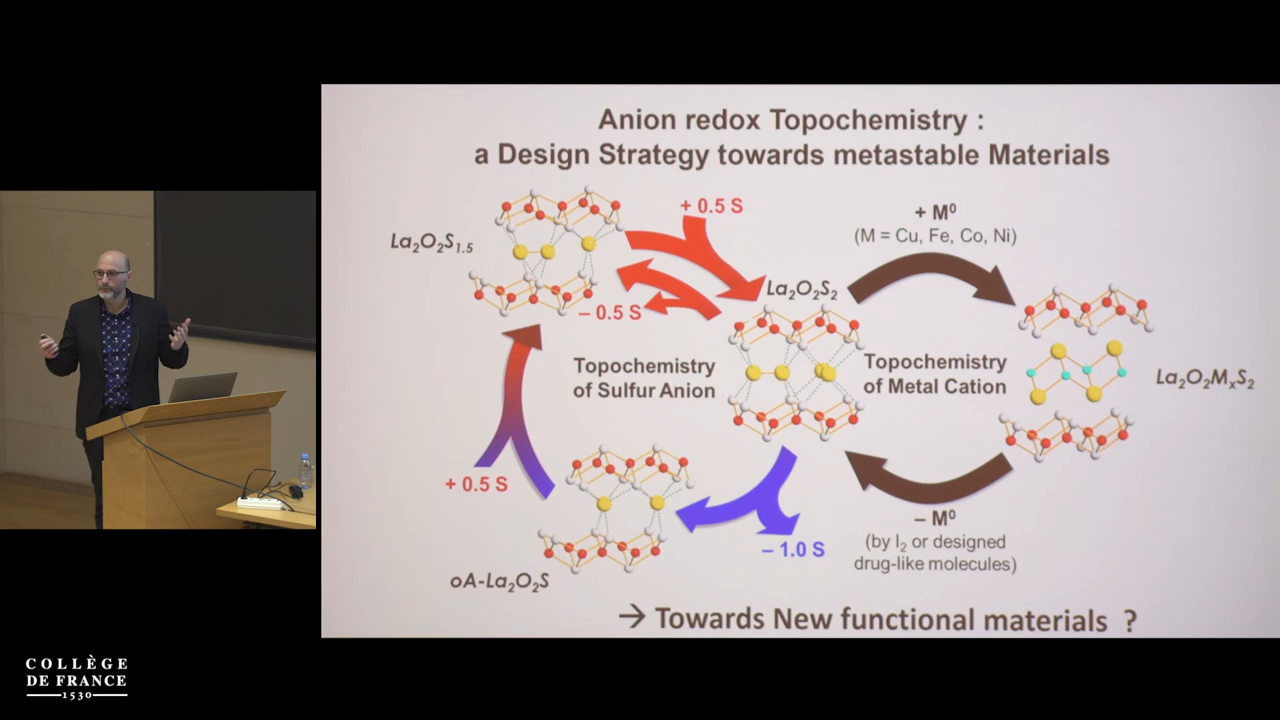 Anion redox Topochemistry :
a Design Strategy towards metastable Materials
La₂O₂S₁.₅
+ 0.5 S
– 0.5 S
La₂O₂S₂
+ M⁰
(M = Cu, Fe, Co, Ni)
Topochemistry
of Sulfur Anion
Topochemistry
of Metal Cation
La₂O₂MₓS₂
+ 0.5 S
– 1.0 S
– M⁰
(by I₂ or designed
drug-like molecules)
oA-La₂O₂S
→ Towards New functional materials ?
COLLÈGE
DE FRANCE
1530